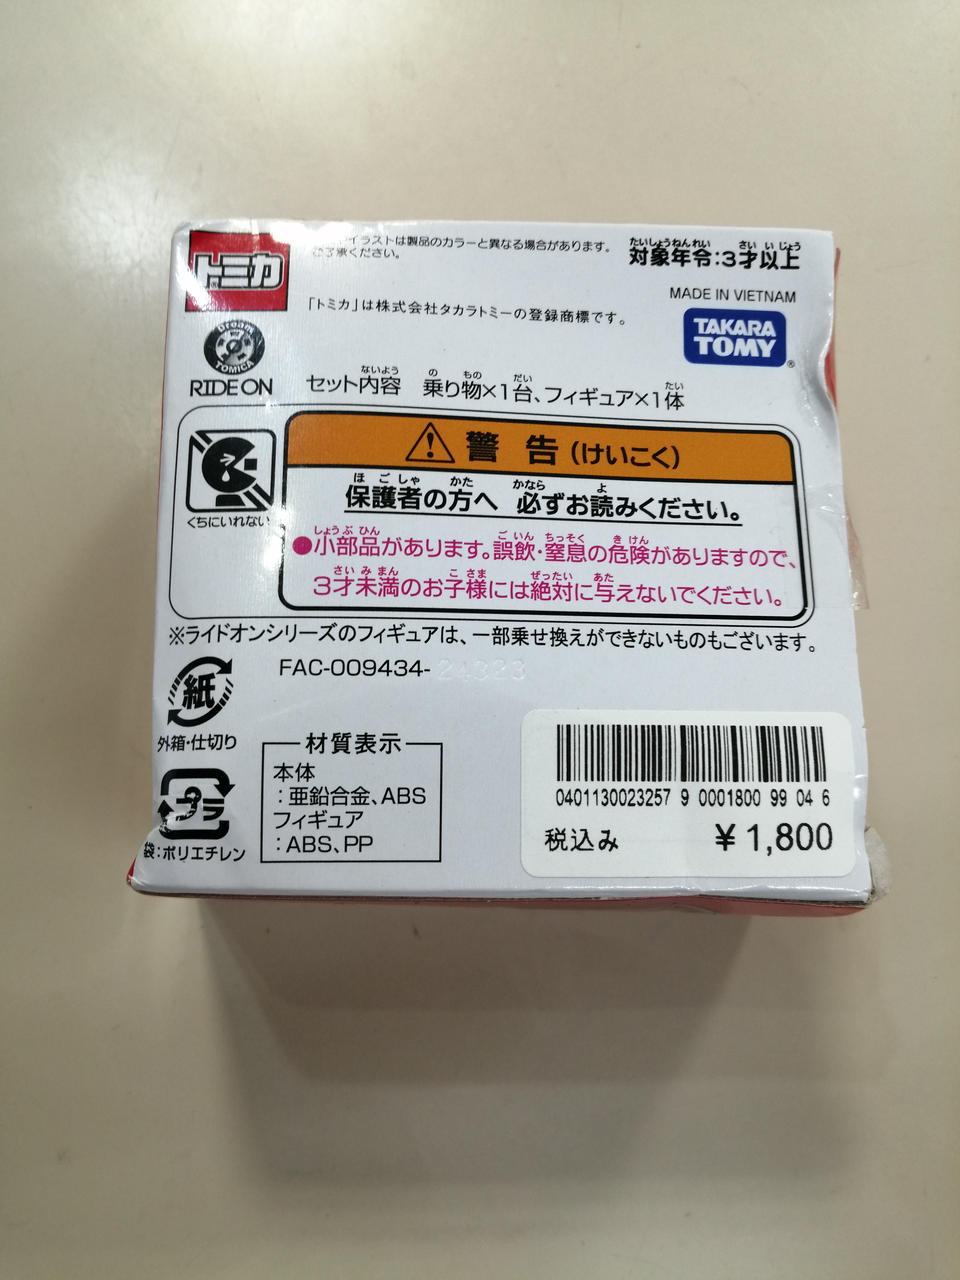 トミカ
イラストは製品のカラーと異なる場合があります。
ご了承ください。
たいしょうねんれい さい いじょう
対象年令:3才以上
MADE IN VIETNAM
「トミカ」は株式会社タカラトミーの登録商標です。
TAKARA
TOMY
®
Dream
TOMICA
RIDE ON
ないよう の もの だい たい
セット内容 乗り物×1台、フィギュア×1体
警告(けいこく)
ほごしゃ かた かなら よ
保護者の方へ 必ずお読みください。
くちにいれない
しょうぶひん ごいん ちっそく きけん
●小部品があります。誤飲・窒息の危険がありますので、
さいみまん こさま ぜったい あた
3才未満のお子様には絶対に与えないでください。
※ライドオンシリーズのフィギュアは、一部乗せ換えができないものもございます。
FAC-009434-24323
紙
外箱・仕切り
プラ
袋:ポリエチレン
材質表示
本体
:亜鉛合金、ABS
フィギュア
:ABS、PP
0401130023257 9 0001800 99 04 6
税込み ¥1,800